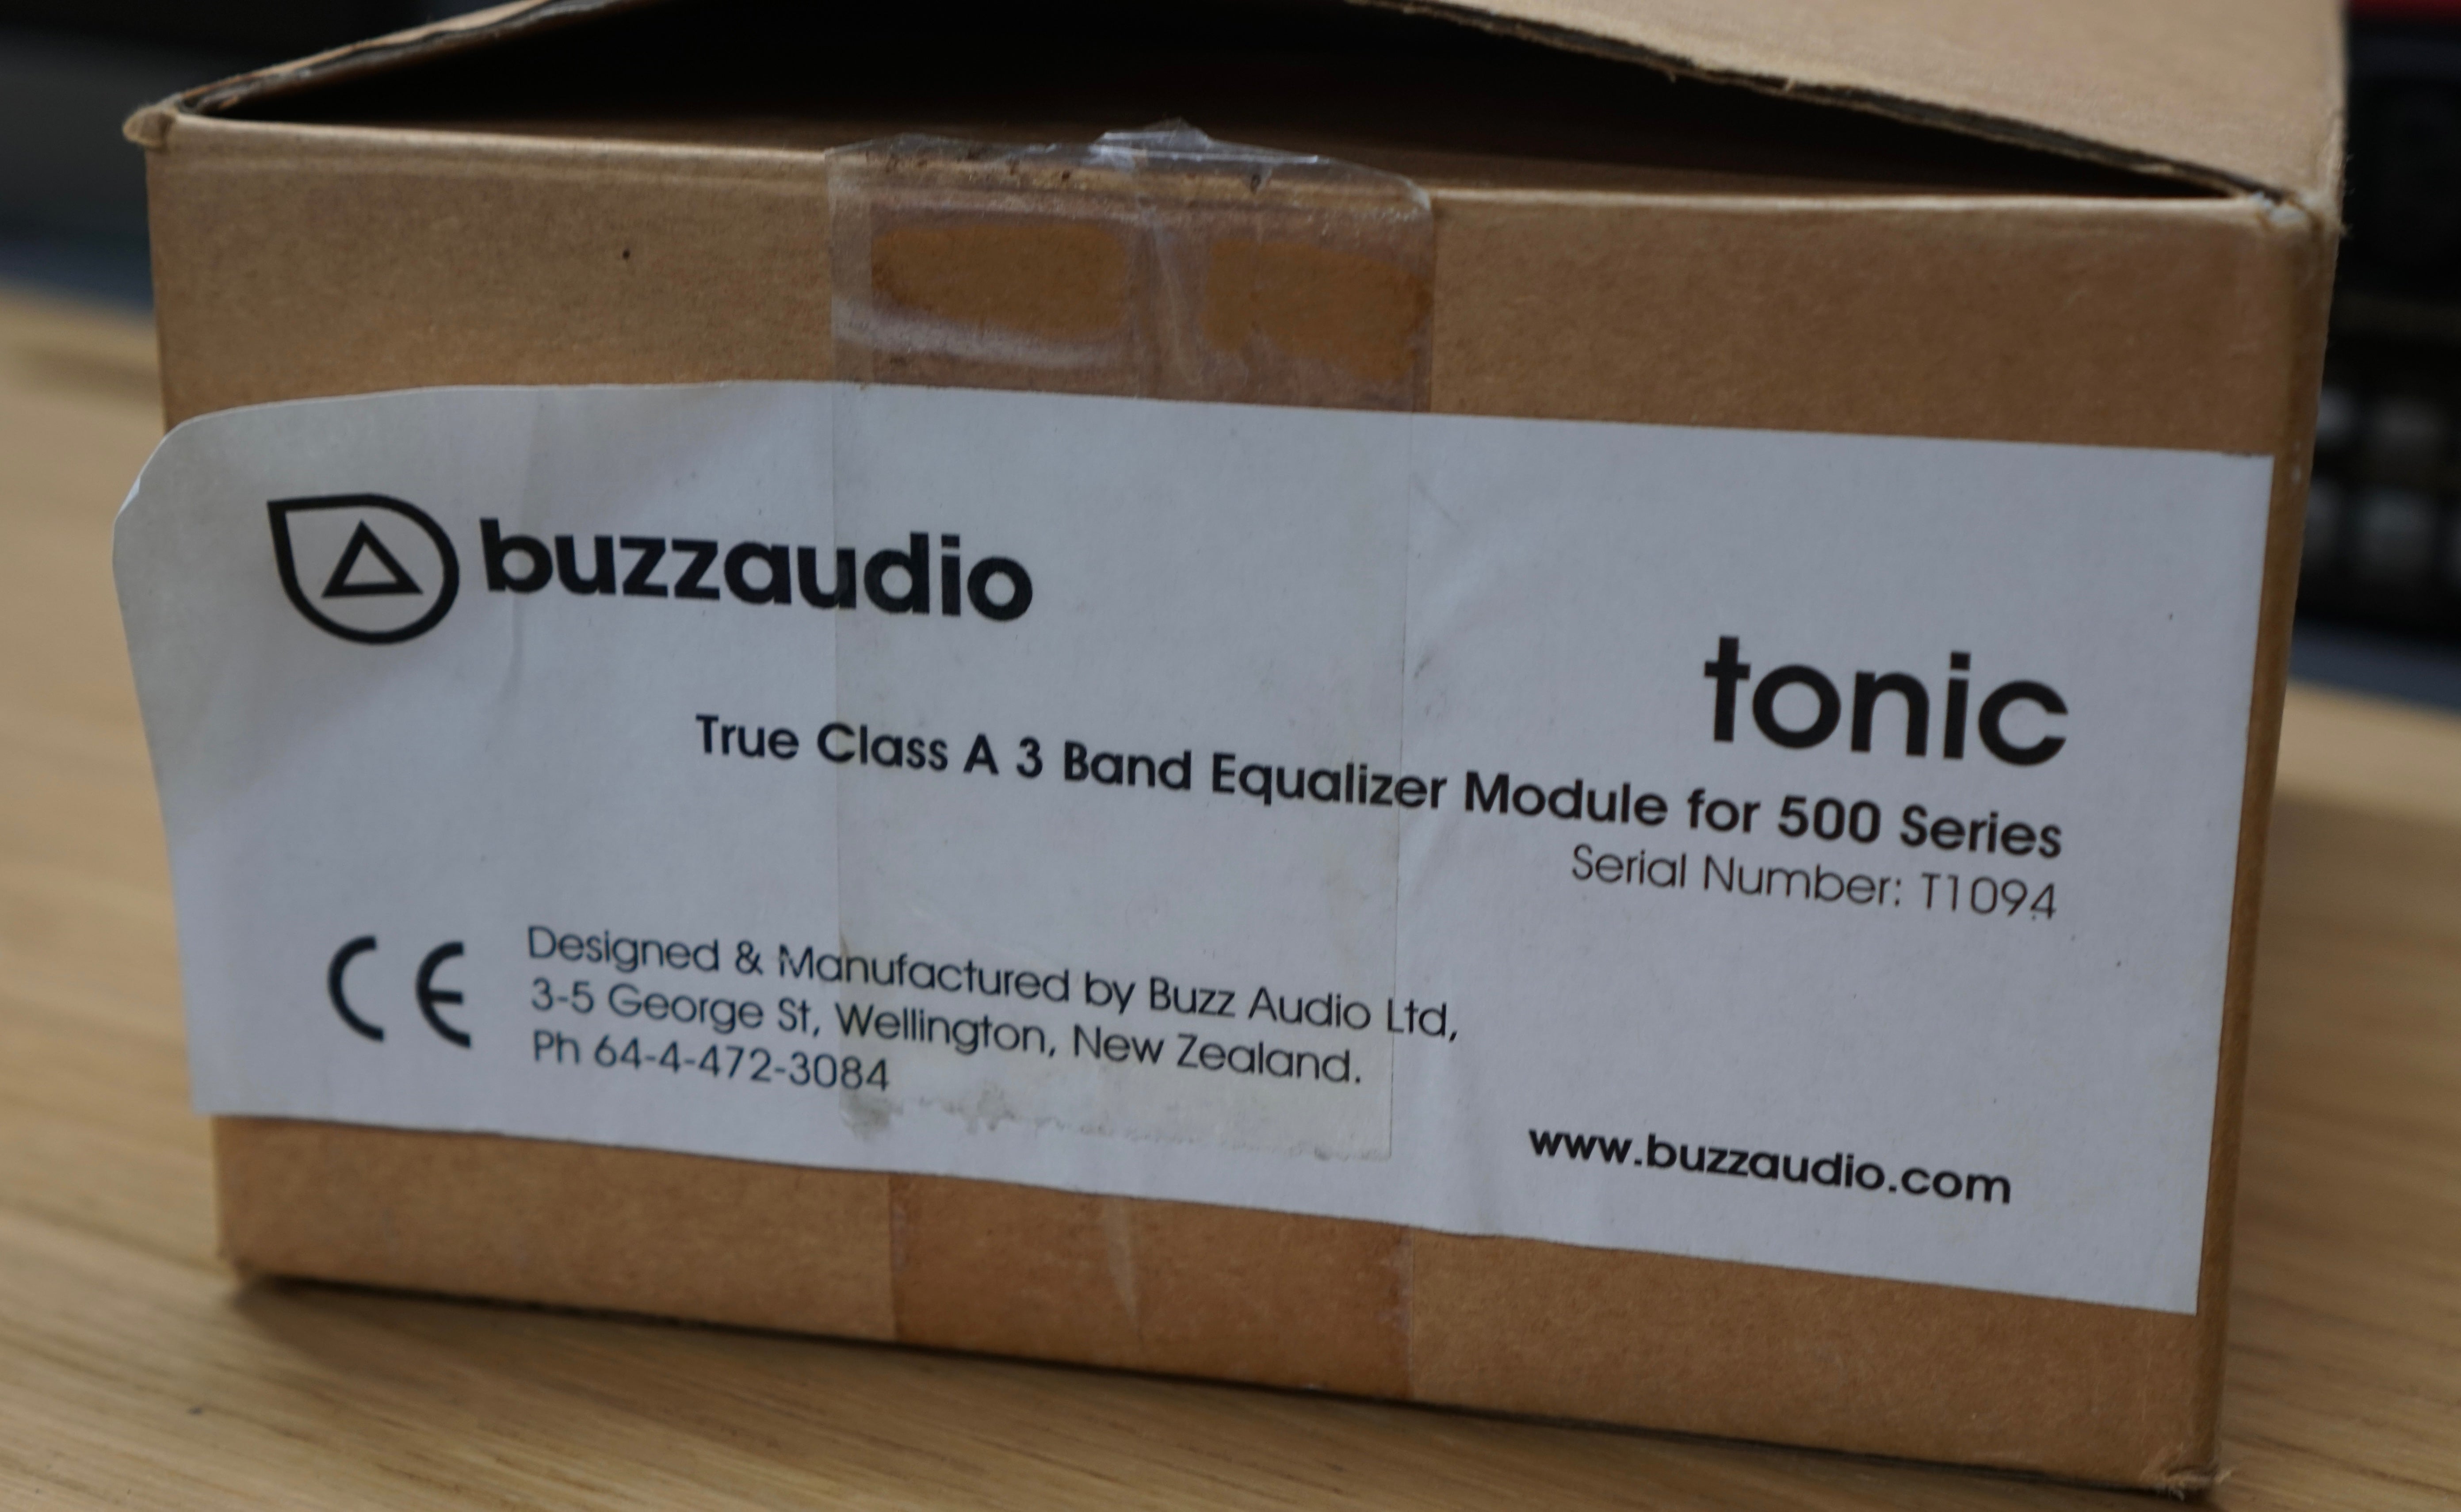 buzzaudio
tonic
True Class A 3 Band Equalizer Module for 500 Series
Serial Number: T1094
CE
Designed & Manufactured by Buzz Audio Ltd,
3-5 George St, Wellington, New Zealand.
Ph 64-4-472-3084
www.buzzaudio.com